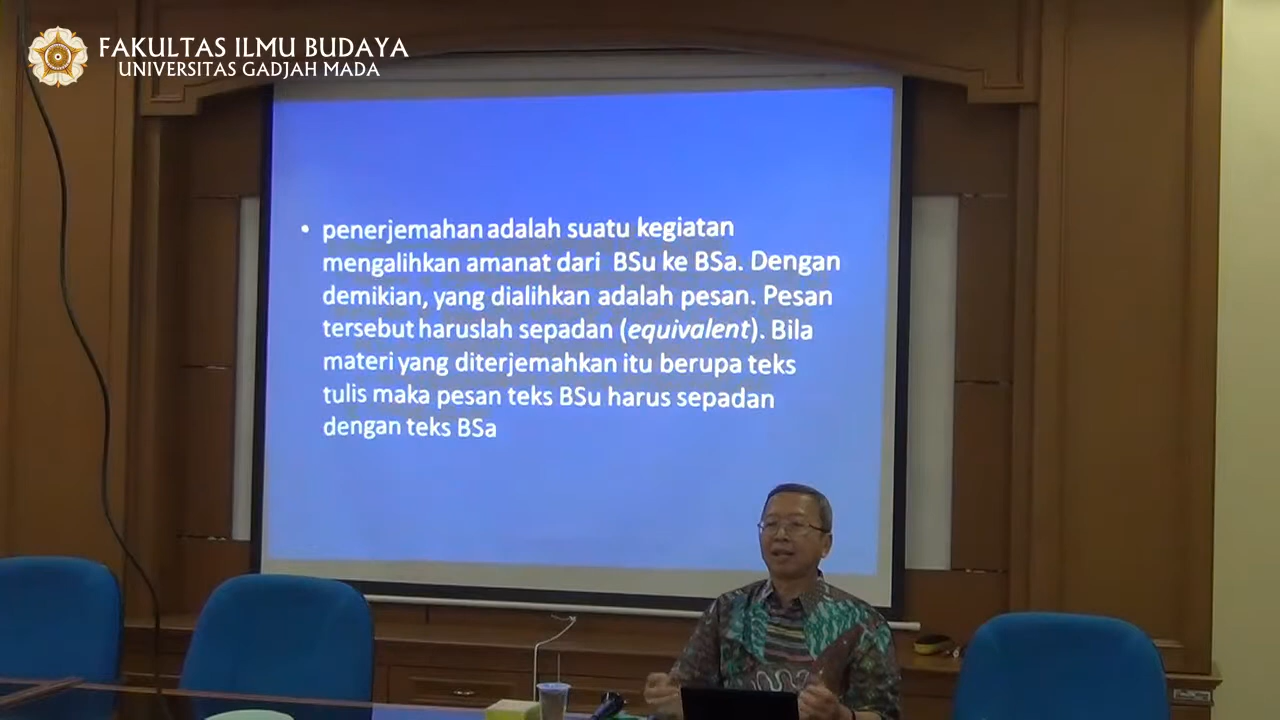 FAKULTAS ILMU BUDAYA
UNIVERSITAS GADJAH MADA
• penerjemahan adalah suatu kegiatan
mengalihkan amanat dari BSu ke BSa. Dengan
demikian, yang dialihkan adalah pesan. Pesan
tersebut haruslah sepadan (equivalent). Bila
materi yang diterjemahkan itu berupa teks
tulis maka pesan teks BSu harus sepadan
dengan teks BSa